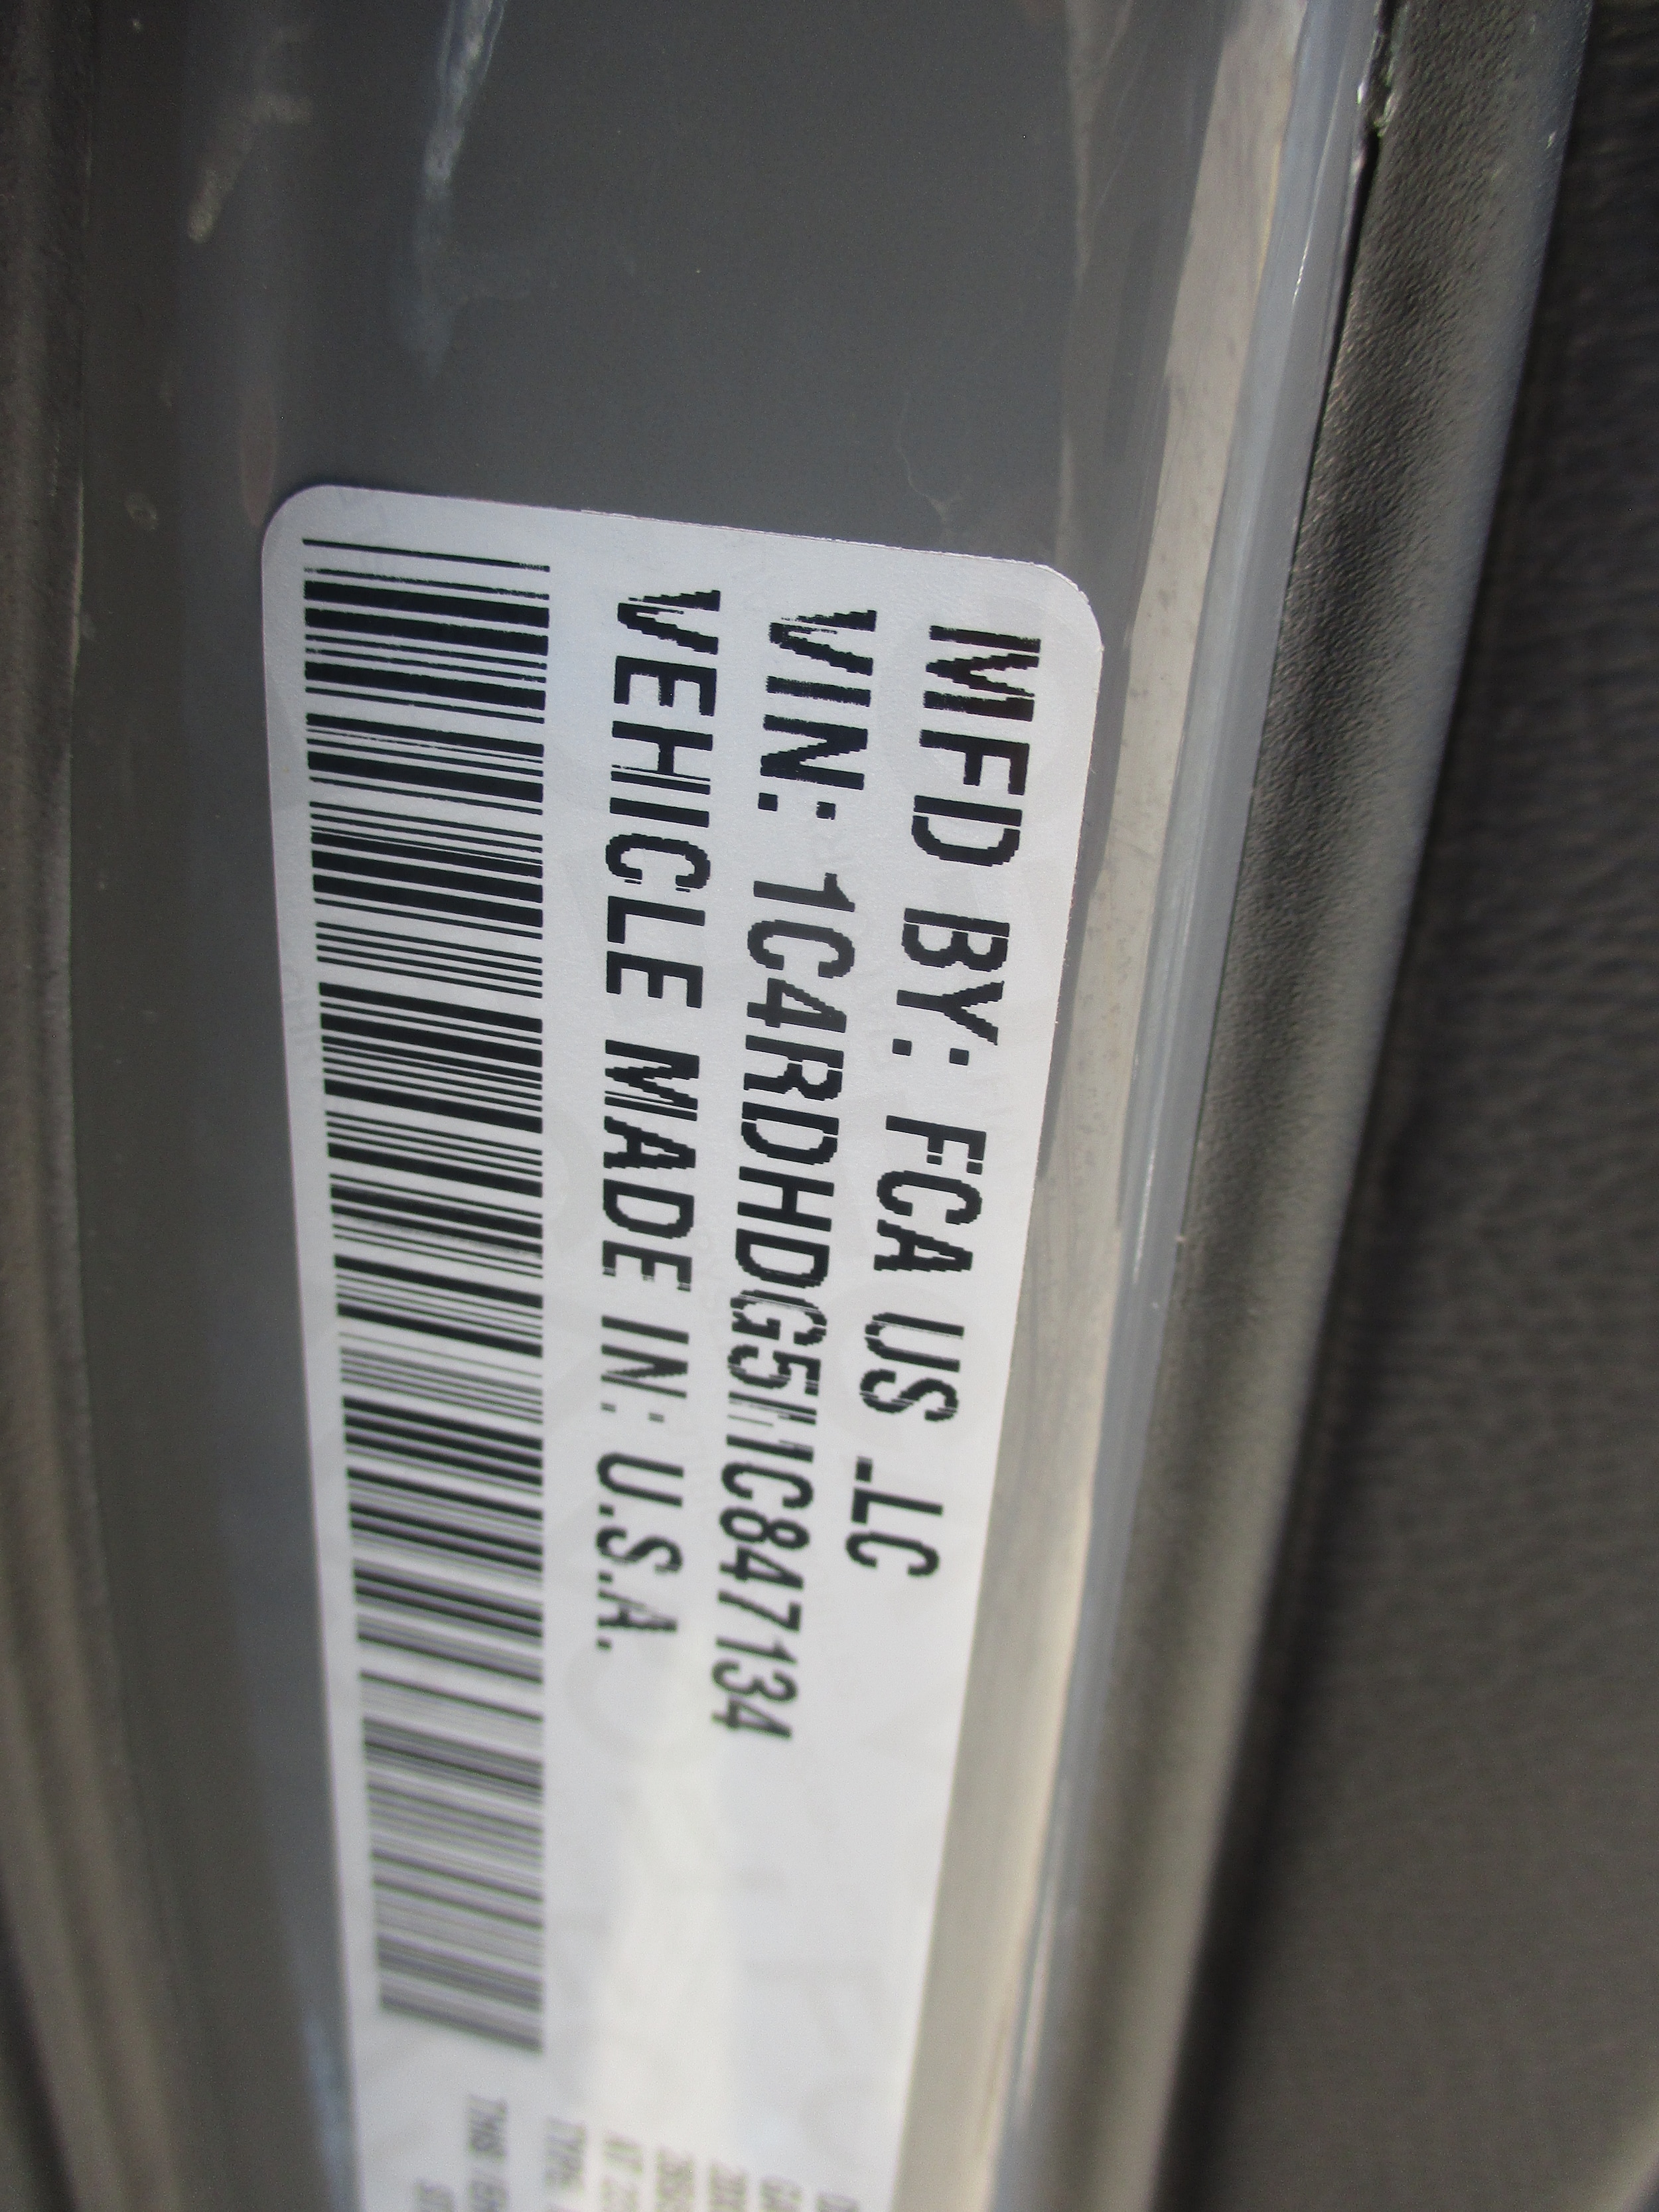 MFD BY: FCA US LLC
VIN: 1C4RDHDG5MC847134
VEHICLE MADE IN: U.S.A.